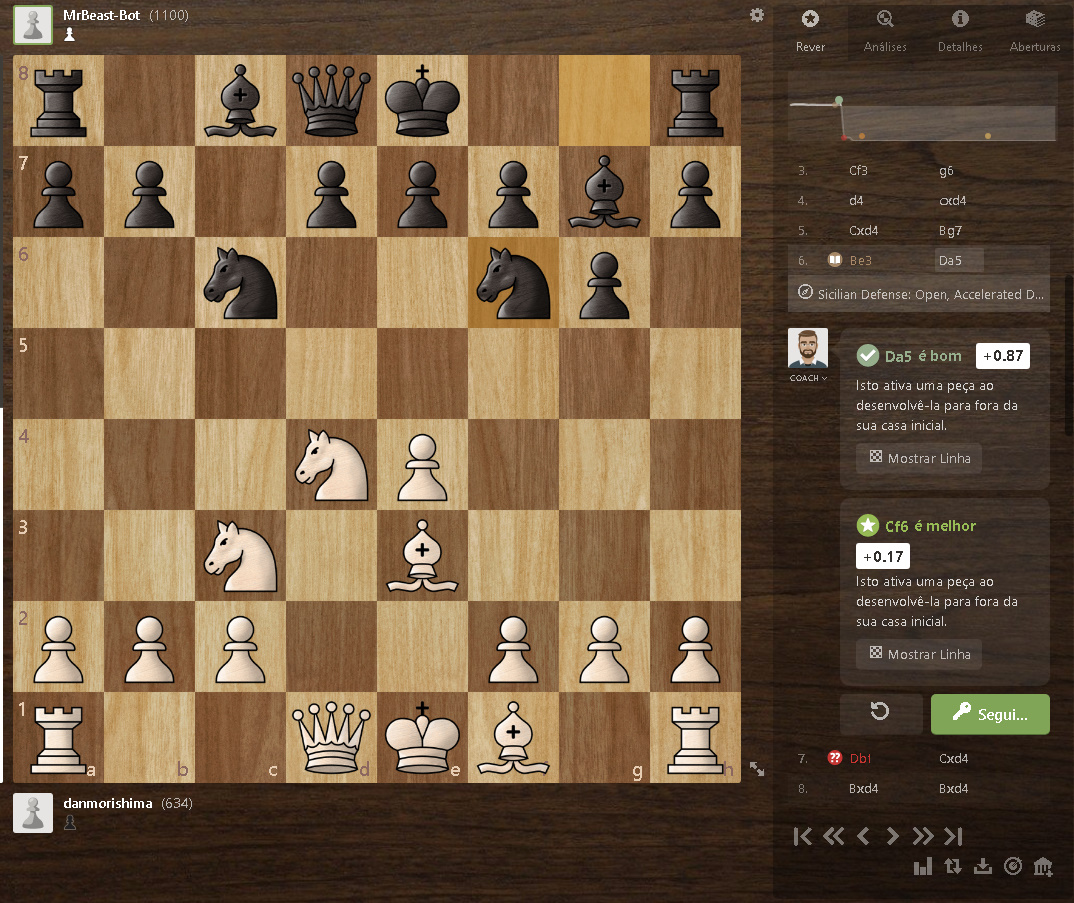 MrBeast-Bot (1100)
Rever
Análises
Detalhes
Aberturas
3. Cf3 g6
4. d4 cxd4
5. Cxd4 Bg7
6. Be3 Da5
Sicilian Defense: Open, Accelerated D...
COACH
Da5 é bom +0.87
Isto ativa uma peça ao
desenvolvê-la para fora da
sua casa inicial.
Mostrar Linha
Cf6 é melhor
+0.17
Isto ativa uma peça ao
desenvolvê-la para fora da
sua casa inicial.
Mostrar Linha
Segui...
7. ?? Db1 Cxd4
8. Bxd4 Bxd4
8
7
6
5
4
3
2
1
a b c d e f g h
danmorishima (634)